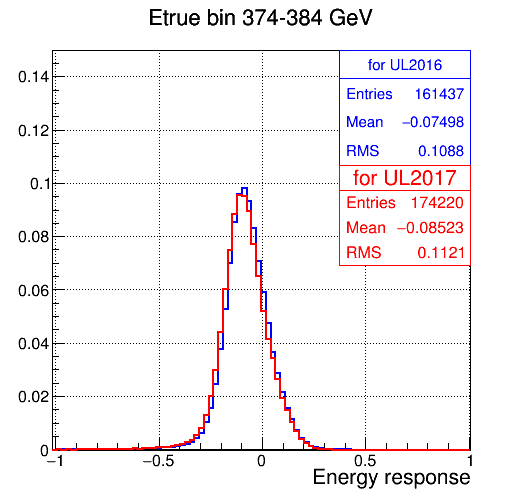 Etrue bin 374-384 GeV
for UL2016
Entries 161437
Mean −0.07498
RMS 0.1088
for UL2017
Entries 174220
Mean −0.08523
RMS 0.1121
0.14
0.12
0.1
0.08
0.06
0.04
0.02
0
−1 −0.5 0 0.5 1
Energy response